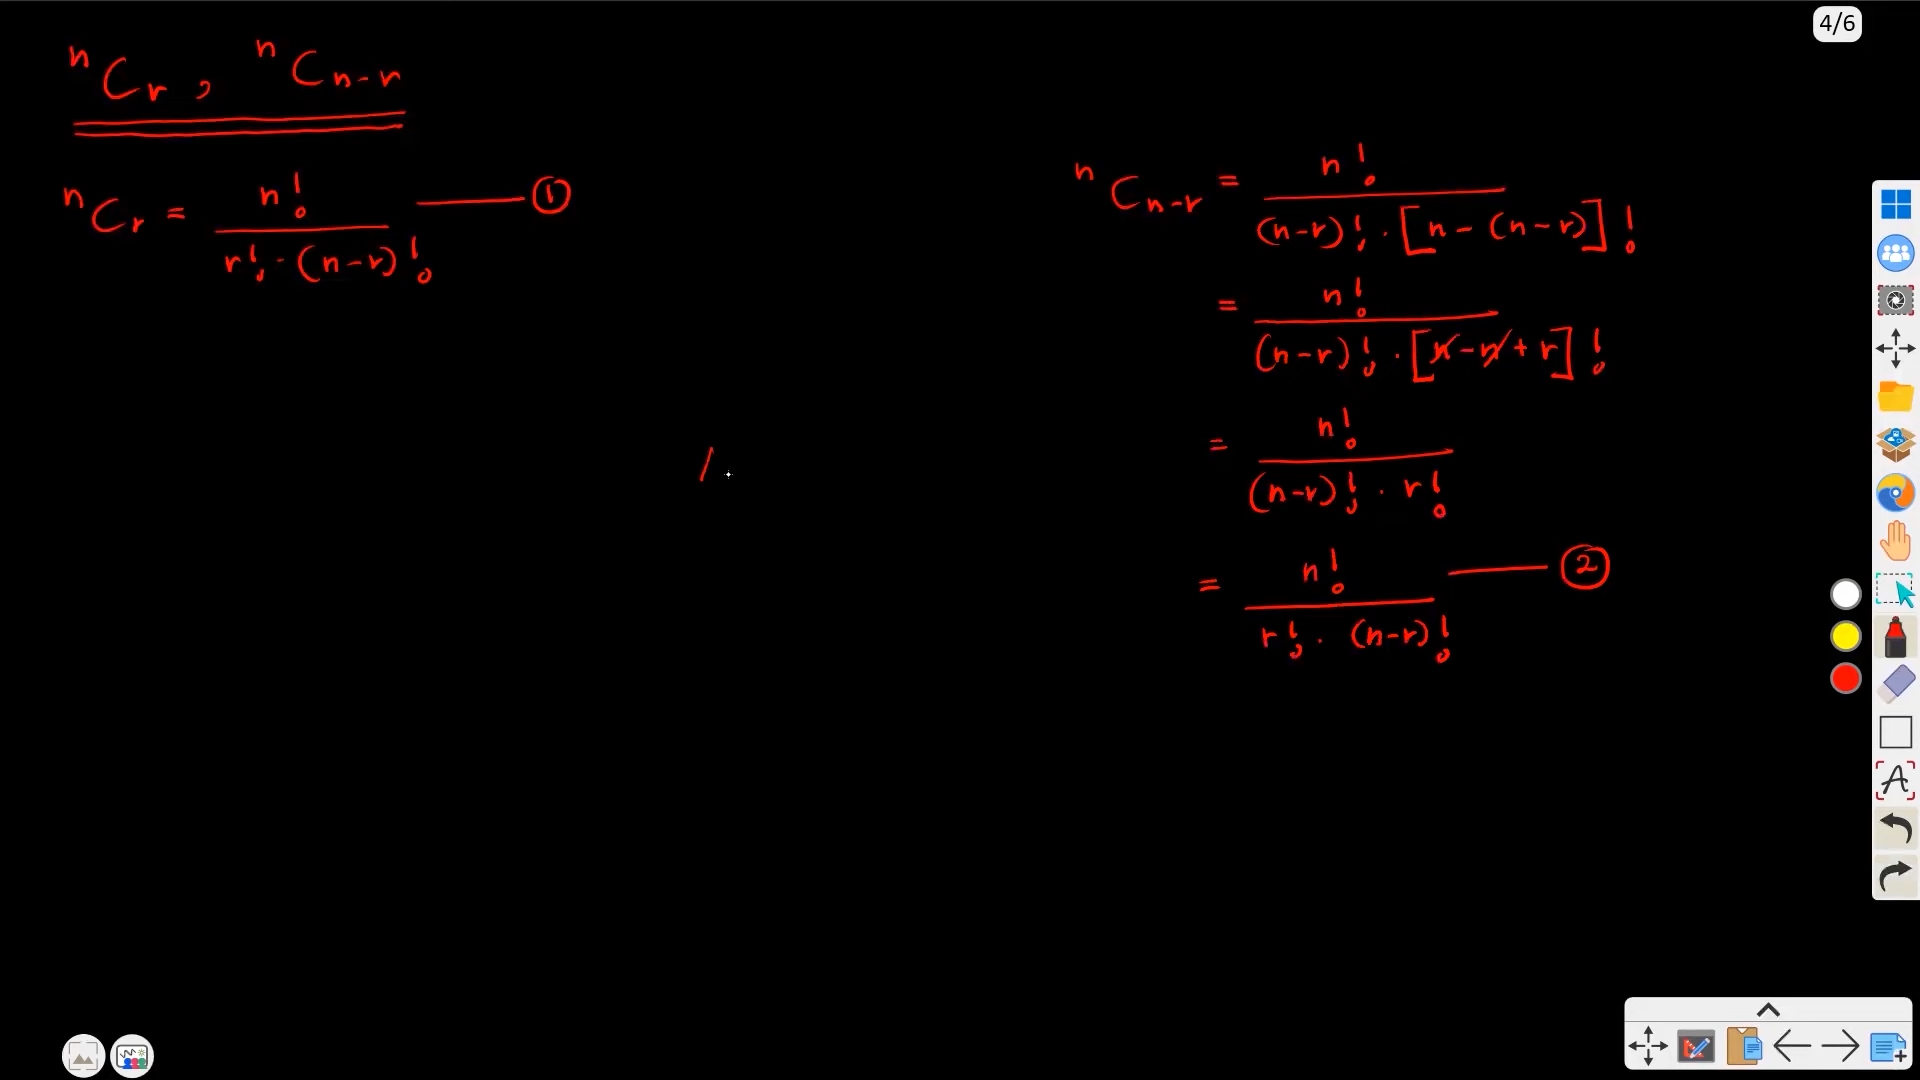 4/6
ⁿCᵣ , ⁿCₙ₋ᵣ
ⁿCᵣ = n! / r! · (n-r)! —— ①
ⁿCₙ₋ᵣ = n! / (n-r)! · [n - (n-r)]!
= n! / (n-r)! · [n - n + r]!
= n! / (n-r)! · r!
= n! / r! · (n-r)! —— ②